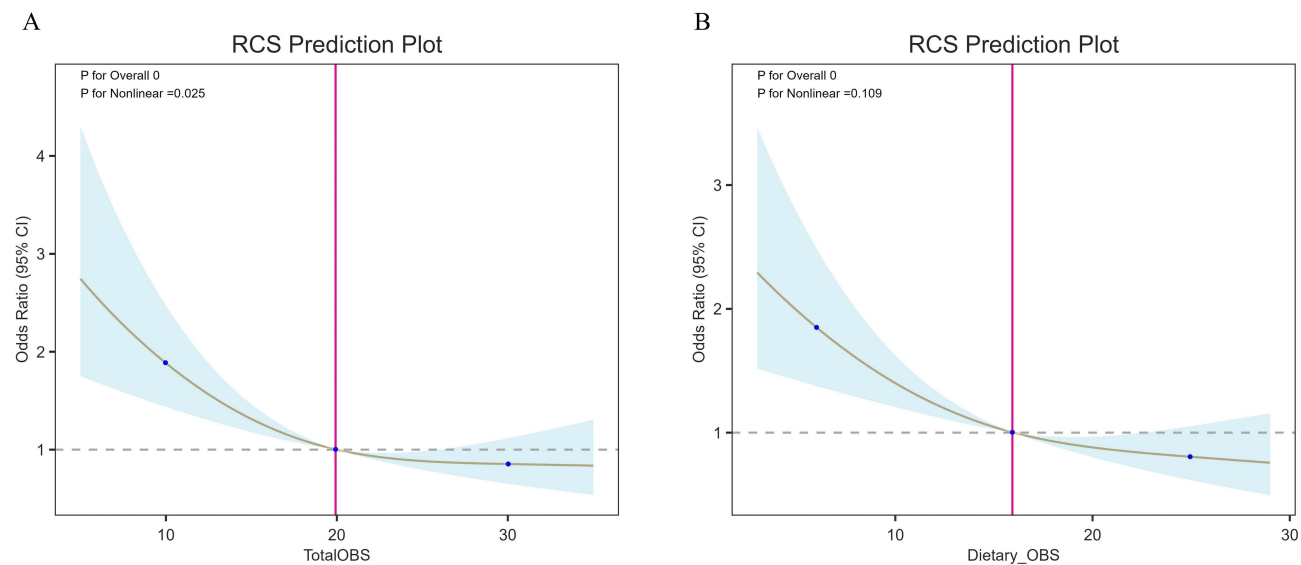 A
RCS Prediction Plot
P for Overall 0
P for Nonlinear =0.025
4
3
2
1
Odds Ratio (95% CI)
10
20
30
TotalOBS
B
RCS Prediction Plot
P for Overall 0
P for Nonlinear =0.109
3
2
1
Odds Ratio (95% CI)
10
20
30
Dietary_OBS